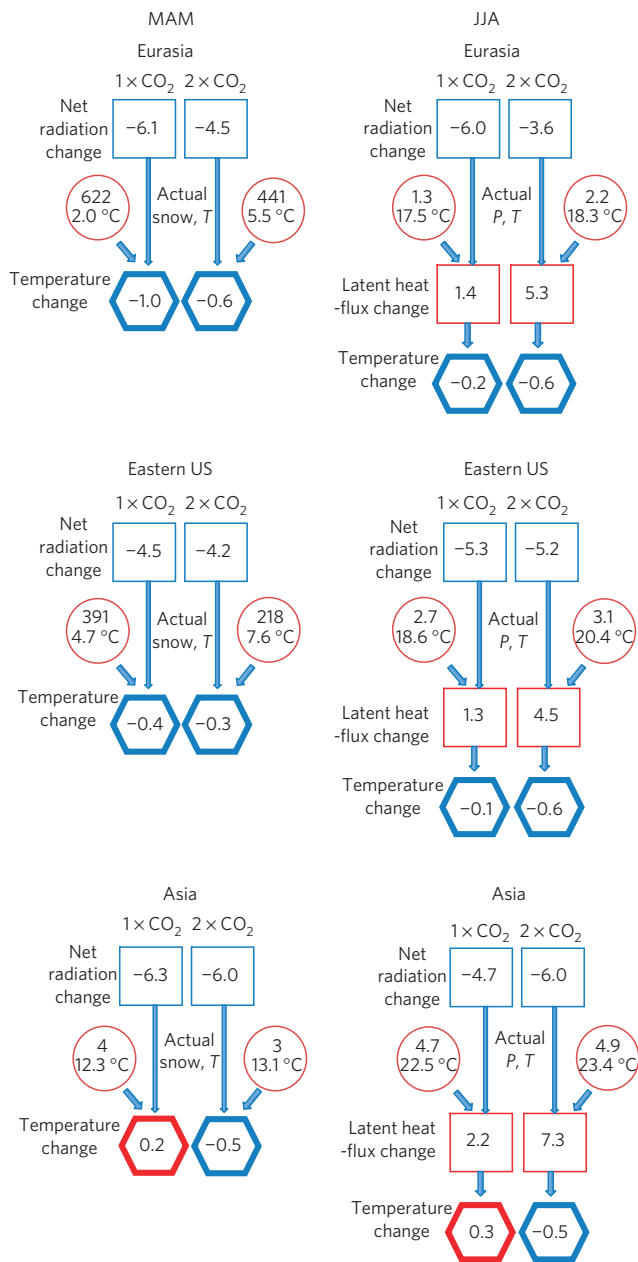 MAM
Eurasia
1 × CO₂ 2 × CO₂
Net
radiation
change
−6.1 −4.5
622
2.0 °C
Actual
snow, T
441
5.5 °C
Temperature
change
−1.0 −0.6
JJA
Eurasia
1 × CO₂ 2 × CO₂
Net
radiation
change
−6.0 −3.6
1.3
17.5 °C
Actual
P, T
2.2
18.3 °C
Latent heat
-flux change
1.4 5.3
Temperature
change
−0.2 −0.6
Eastern US
1 × CO₂ 2 × CO₂
Net
radiation
change
−4.5 −4.2
391
4.7 °C
Actual
snow, T
218
7.6 °C
Temperature
change
−0.4 −0.3
Eastern US
1 × CO₂ 2 × CO₂
Net
radiation
change
−5.3 −5.2
2.7
18.6 °C
Actual
P, T
3.1
20.4 °C
Latent heat
-flux change
1.3 4.5
Temperature
change
−0.1 −0.6
Asia
1 × CO₂ 2 × CO₂
Net
radiation
change
−6.3 −6.0
4
12.3 °C
Actual
snow, T
3
13.1 °C
Temperature
change
0.2 −0.5
Asia
1 × CO₂ 2 × CO₂
Net
radiation
change
−4.7 −6.0
4.7
22.5 °C
Actual
P, T
4.9
23.4 °C
Latent heat
-flux change
2.2 7.3
Temperature
change
0.3 −0.5